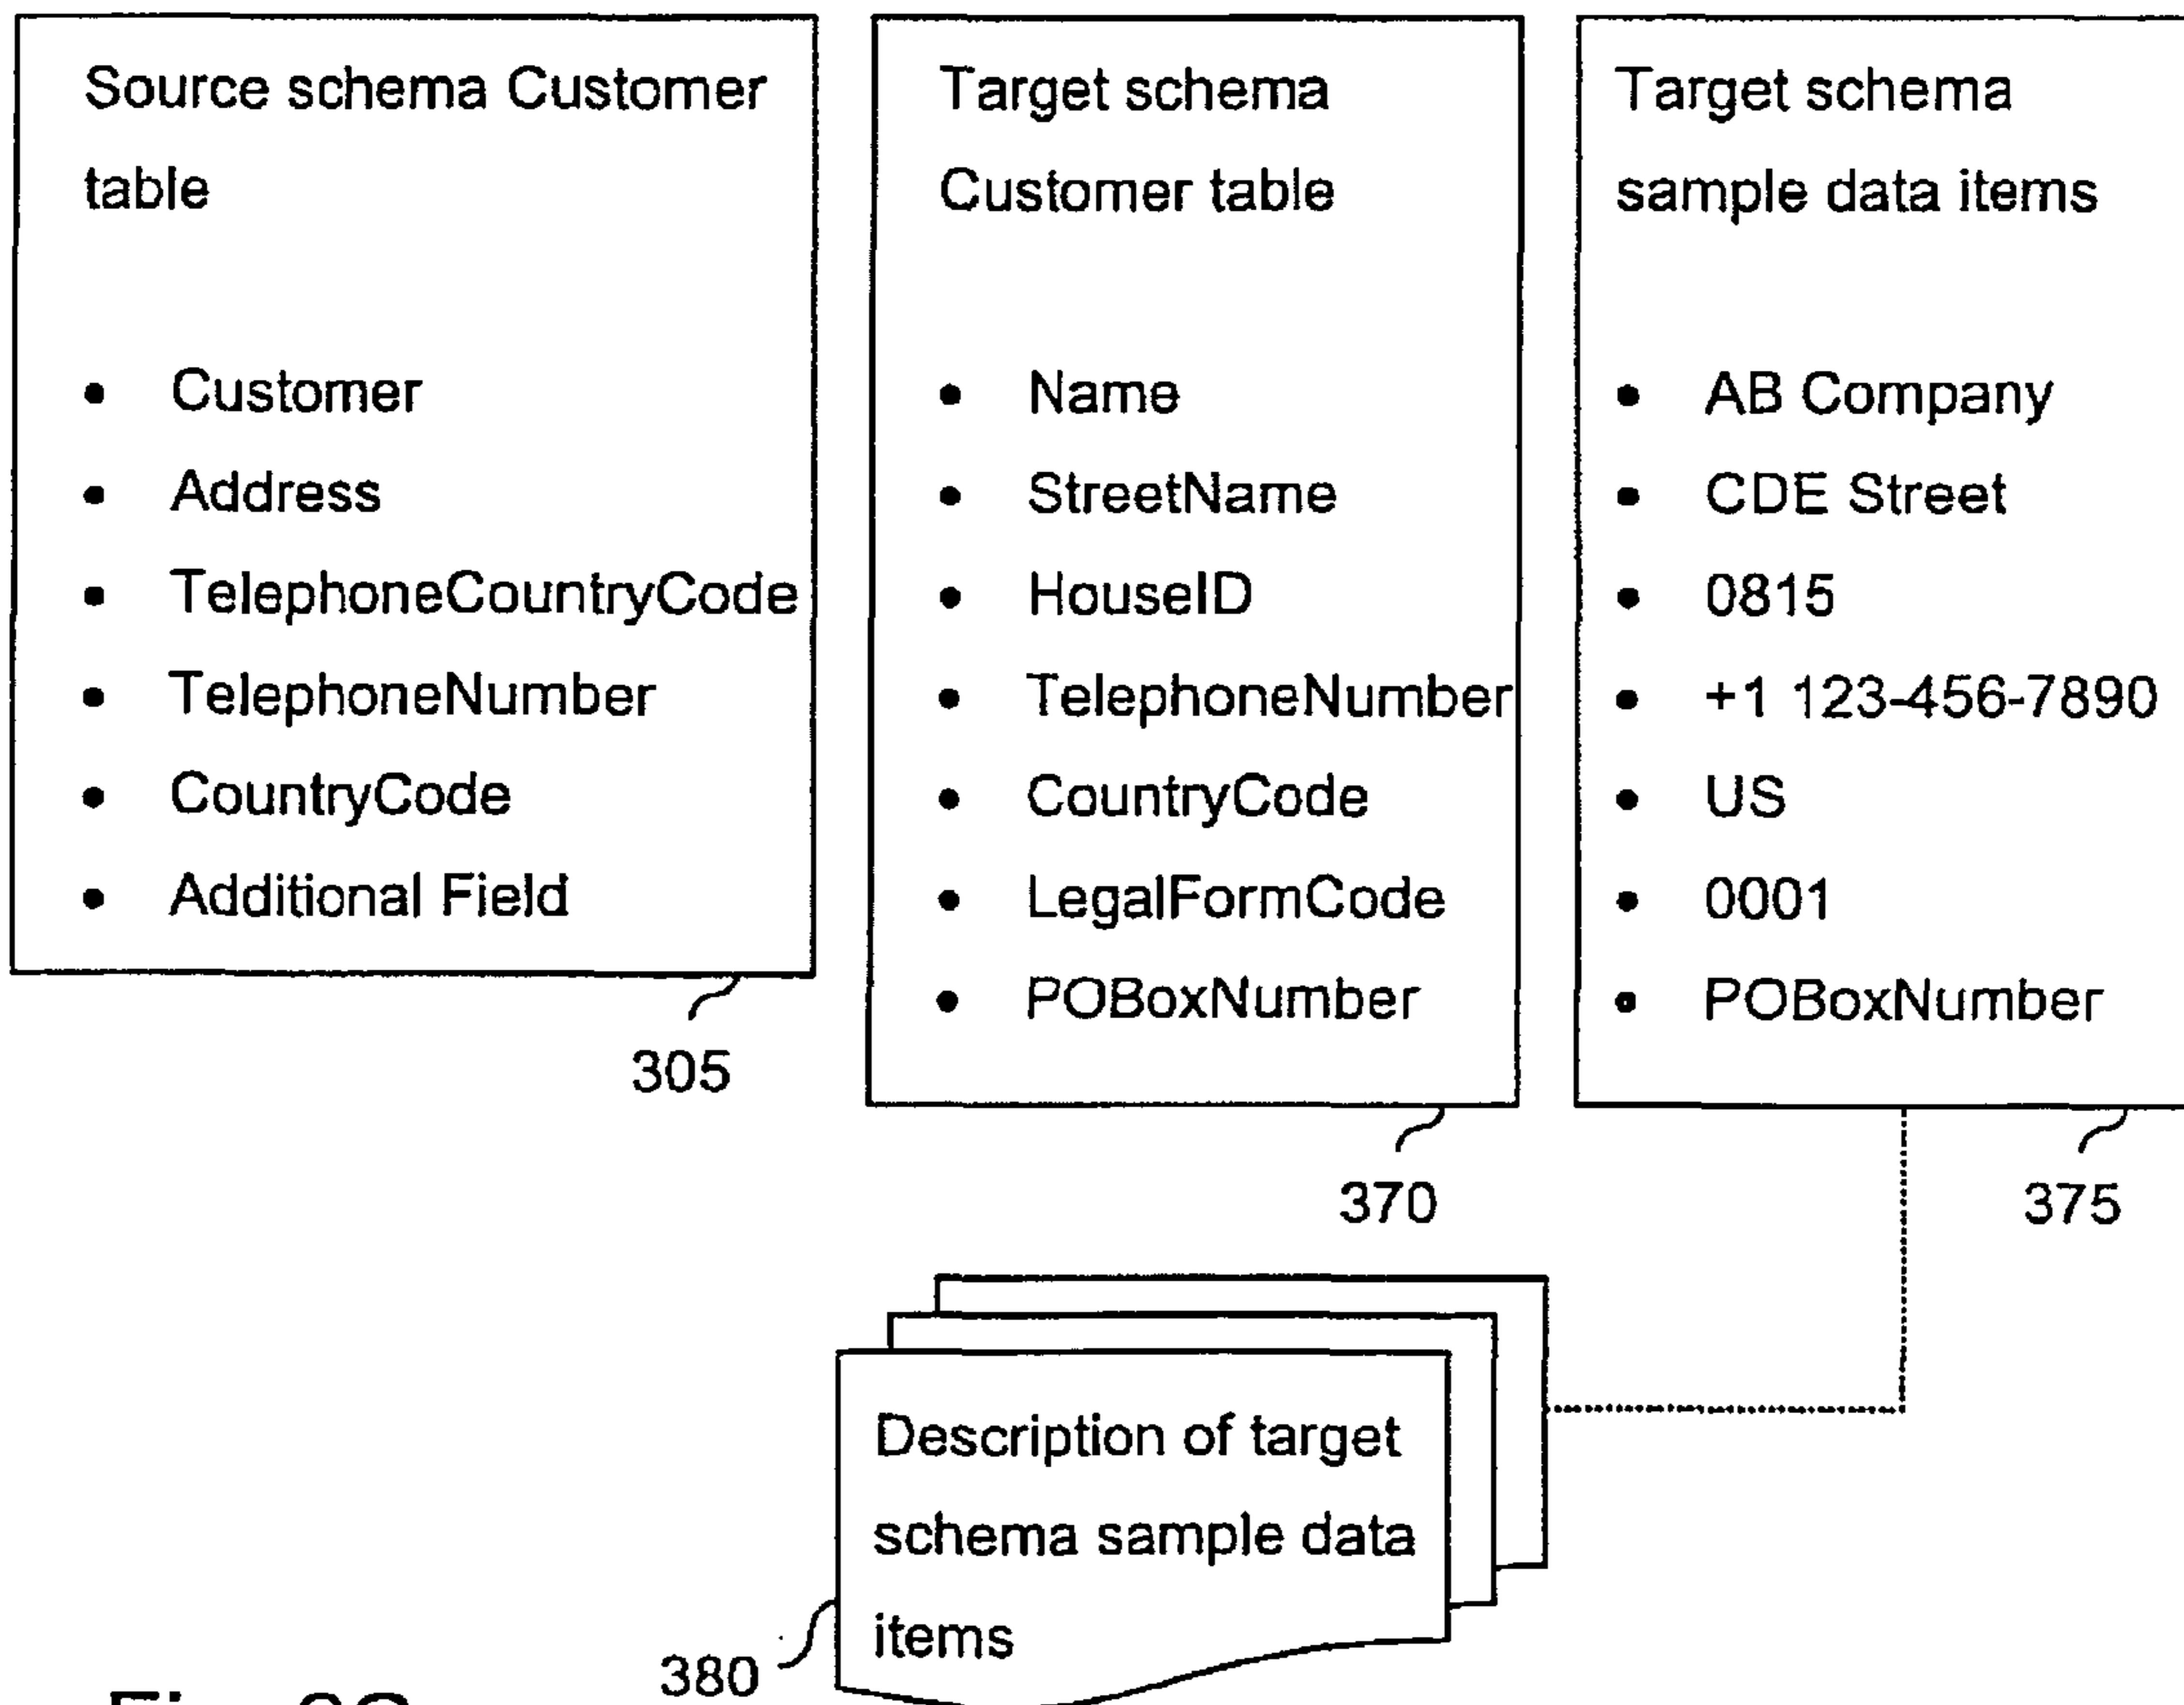 Source schema Customer
table
• Customer
• Address
• TelephoneCountryCode
• TelephoneNumber
• CountryCode
• Additional Field
305
Target schema
Customer table
• Name
• StreetName
• HouseID
• TelephoneNumber
• CountryCode
• LegalFormCode
• POBoxNumber
370
Target schema
sample data items
• AB Company
• CDE Street
• 0815
• +1 123-456-7890
• US
• 0001
• POBoxNumber
375
Description of target
schema sample data
items
380